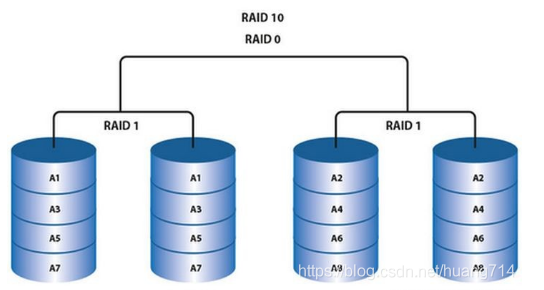 RAID 10
RAID 0
RAID 1 RAID 1
A1 A1 A2 A2
A3 A3 A4 A4
A5 A5 A6 A6
A7 A7 A8 A8
https://blog.csdn.net/huang714